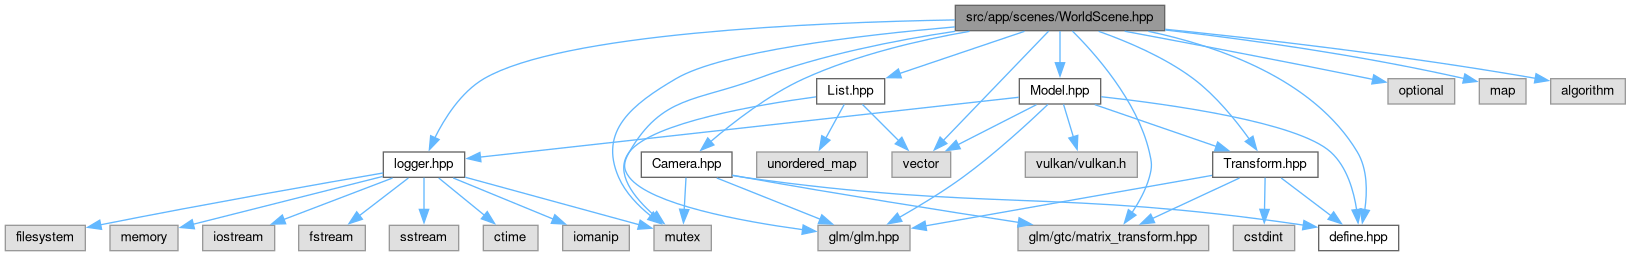 src/app/scenes/WorldScene.hpp
List.hpp
Model.hpp
optional
map
algorithm
logger.hpp
Camera.hpp
unordered_map
vector
vulkan/vulkan.h
Transform.hpp
filesystem
memory
iostream
fstream
sstream
ctime
iomanip
mutex
glm/glm.hpp
glm/gtc/matrix_transform.hpp
cstdint
define.hpp